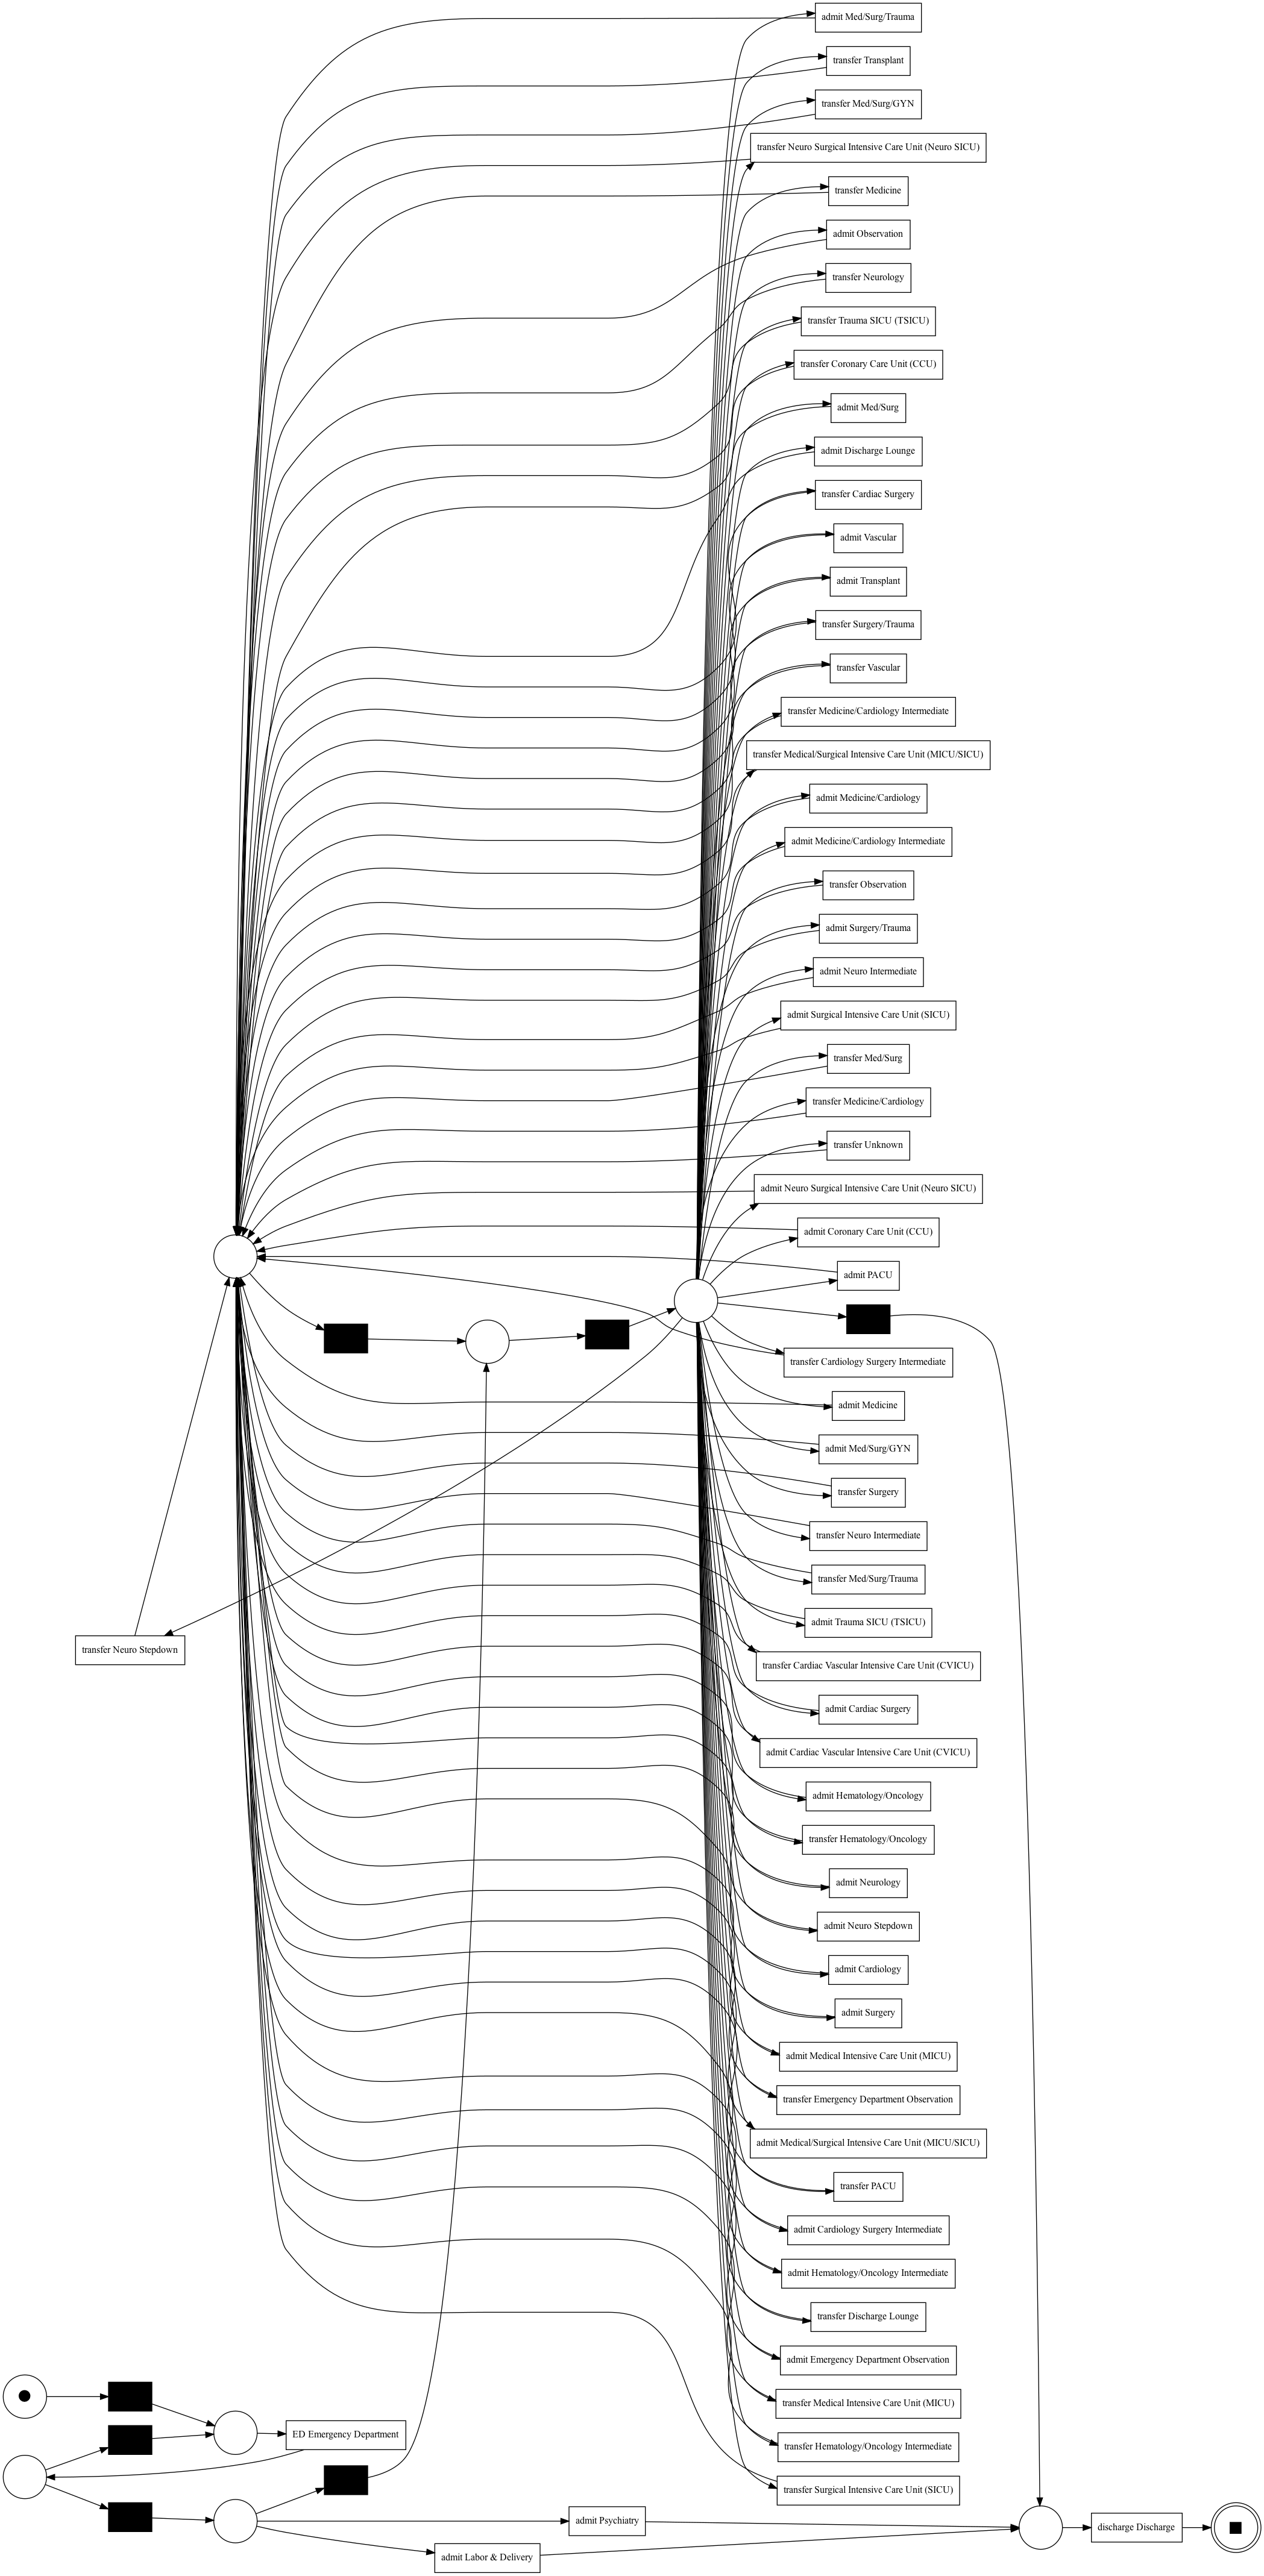 admit Med/Surg/Trauma
transfer Transplant
transfer Med/Surg/GYN
transfer Neuro Surgical Intensive Care Unit (Neuro SICU)
transfer Medicine
admit Observation
transfer Neurology
transfer Trauma SICU (TSICU)
transfer Coronary Care Unit (CCU)
admit Med/Surg
admit Discharge Lounge
transfer Cardiac Surgery
admit Vascular
admit Transplant
transfer Surgery/Trauma
transfer Vascular
transfer Medicine/Cardiology Intermediate
transfer Medical/Surgical Intensive Care Unit (MICU/SICU)
admit Medicine/Cardiology
admit Medicine/Cardiology Intermediate
transfer Observation
admit Surgery/Trauma
admit Neuro Intermediate
admit Surgical Intensive Care Unit (SICU)
transfer Med/Surg
transfer Medicine/Cardiology
transfer Unknown
admit Neuro Surgical Intensive Care Unit (Neuro SICU)
admit Coronary Care Unit (CCU)
admit PACU
transfer Cardiology Surgery Intermediate
admit Medicine
admit Med/Surg/GYN
transfer Surgery
transfer Neuro Intermediate
transfer Med/Surg/Trauma
admit Trauma SICU (TSICU)
transfer Neuro Stepdown
transfer Cardiac Vascular Intensive Care Unit (CVICU)
admit Cardiac Surgery
admit Cardiac Vascular Intensive Care Unit (CVICU)
admit Hematology/Oncology
transfer Hematology/Oncology
admit Neurology
admit Neuro Stepdown
admit Cardiology
admit Surgery
admit Medical Intensive Care Unit (MICU)
transfer Emergency Department Observation
admit Medical/Surgical Intensive Care Unit (MICU/SICU)
transfer PACU
admit Cardiology Surgery Intermediate
admit Hematology/Oncology Intermediate
transfer Discharge Lounge
admit Emergency Department Observation
transfer Medical Intensive Care Unit (MICU)
ED Emergency Department
transfer Hematology/Oncology Intermediate
transfer Surgical Intensive Care Unit (SICU)
admit Psychiatry
discharge Discharge
admit Labor & Delivery